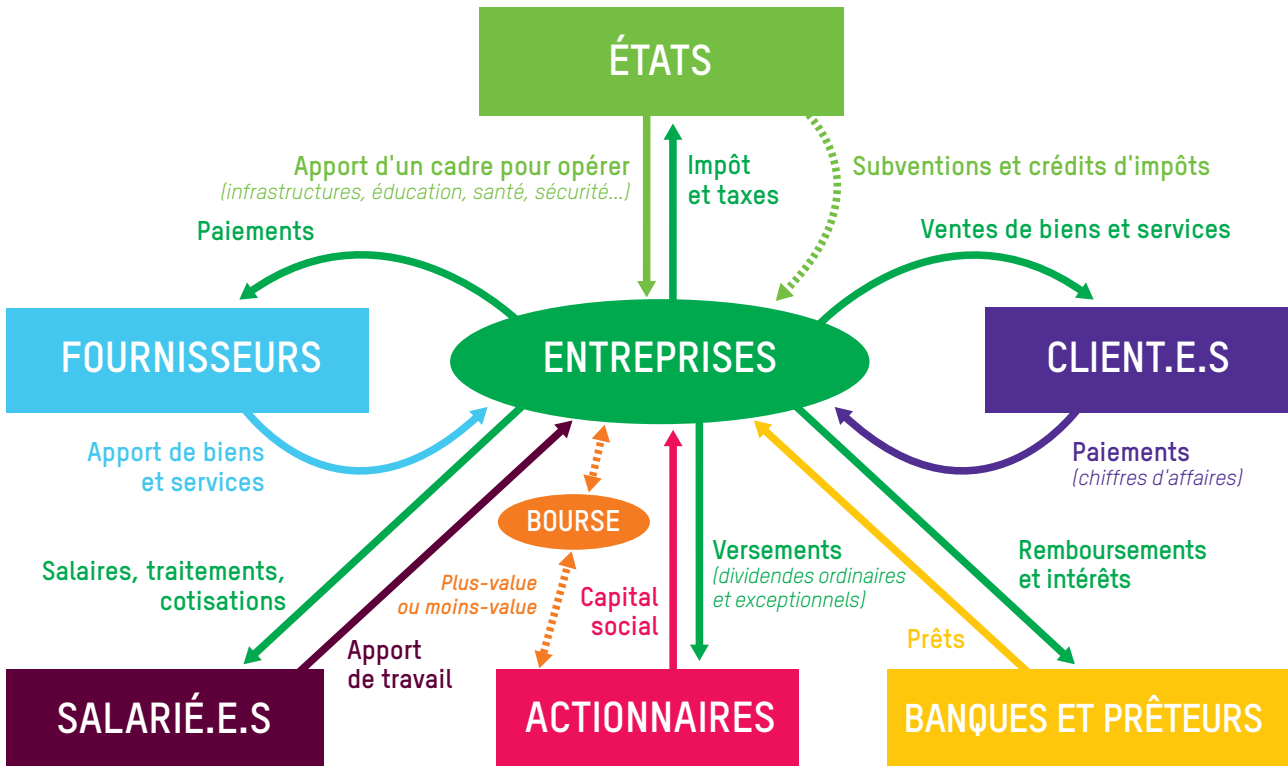 ÉTATS
Apport d'un cadre pour opérer
(infrastructures, éducation, santé, sécurité...)
Impôt
et taxes
Subventions et crédits d'impôts
Paiements
Ventes de biens et services
FOURNISSEURS
ENTREPRISES
CLIENT.E.S
Apport de biens
et services
Paiements
(chiffres d'affaires)
BOURSE
Salaires, traitements,
cotisations
Plus-value
ou moins-value
Capital
social
Versements
(dividendes ordinaires
et exceptionnels)
Remboursements
et intérêts
Apport
de travail
Prêts
SALARIÉ.E.S
ACTIONNAIRES
BANQUES ET PRÊTEURS